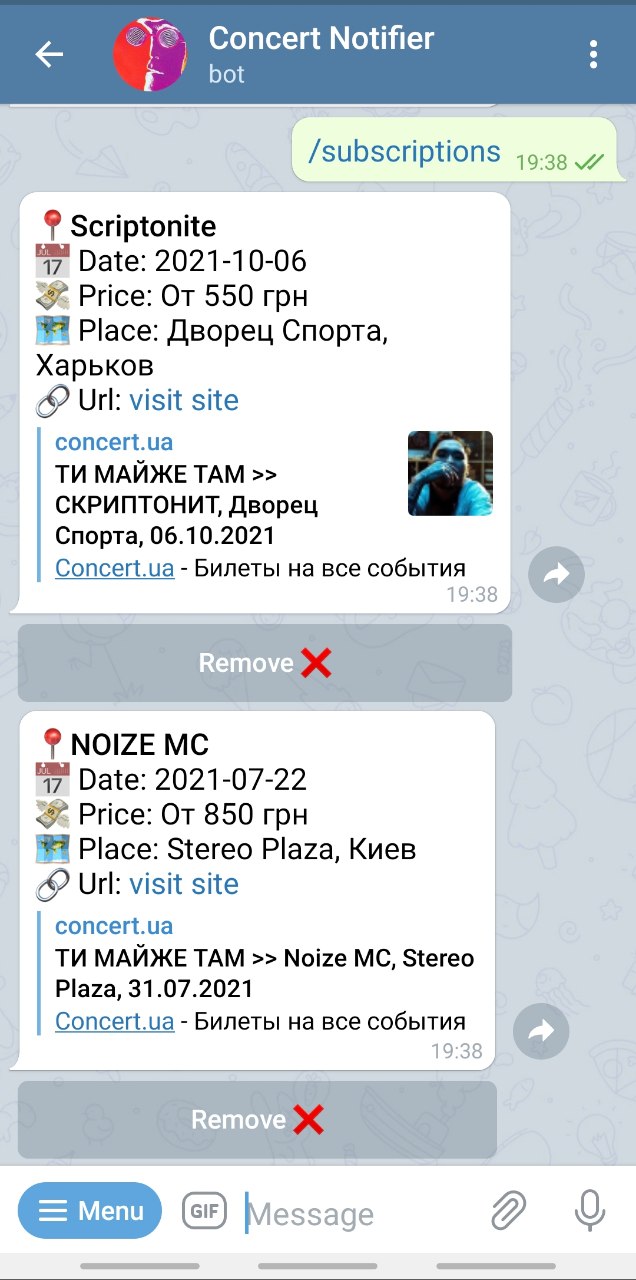 Concert Notifier
bot
/subscriptions 19:38
Scriptonite
Date: 2021-10-06
Price: От 550 грн
Place: Дворец Спорта,
Харьков
Url: visit site
concert.ua
ТИ МАЙЖЕ ТАМ >>
СКРИПТОНИТ, Дворец
Спорта, 06.10.2021
Concert.ua - Билеты на все события
19:38
Remove
NOIZE MC
Date: 2021-07-22
Price: От 850 грн
Place: Stereo Plaza, Киев
Url: visit site
concert.ua
ТИ МАЙЖЕ ТАМ >> Noize MC, Stereo
Plaza, 31.07.2021
Concert.ua - Билеты на все события
19:38
Remove
Menu GIF Message